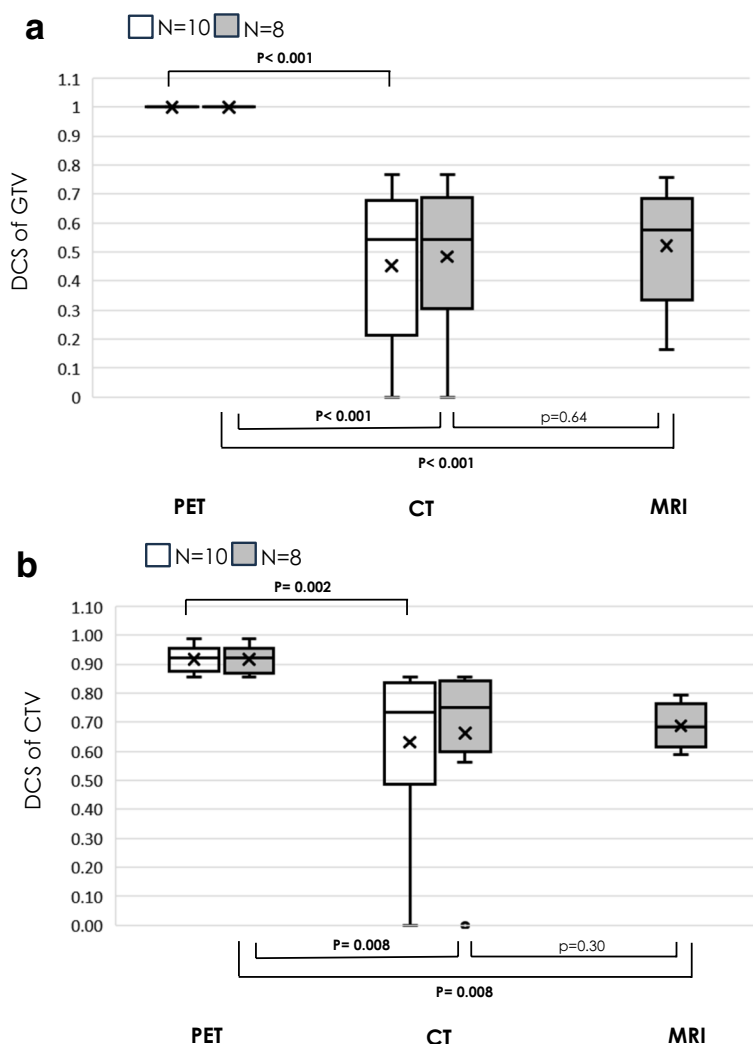 a
N=10 N=8
P< 0.001
1.1
1
0.9
0.8
0.7
0.6
0.5
0.4
0.3
0.2
0.1
0
DCS of GTV
P< 0.001
p=0.64
P< 0.001
PET CT MRI
b
N=10 N=8
P= 0.002
1.10
1.00
0.90
0.80
0.70
0.60
0.50
0.40
0.30
0.20
0.10
0.00
DCS of CTV
P= 0.008
p=0.30
P= 0.008
PET CT MRI